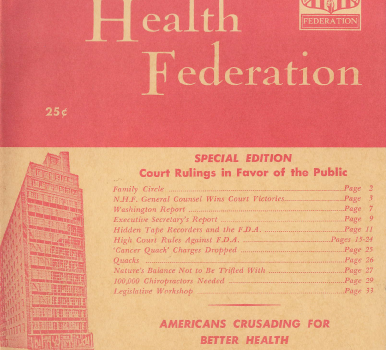 Health
Federation
FEDERATION
25¢
SPECIAL EDITION
Court Rulings in Favor of the Public
Family Circle Page 2
N.H.F. General Counsel Wins Court Victories Page 5
Washington Report Page 7
Executive Secretary's Report Page 9
Hidden Tape Recorders and the F.D.A. Page 11
High Court Rules Against F.D.A. Pages 15-24
'Cancer Quack' Charges Dropped Page 25
Quacks Page 26
Nature's Balance Not to Be Trifled With Page 27
100,000 Chiropractors Needed Page 29
Legislative Workshop Page 33
AMERICANS CRUSADING FOR
BETTER HEALTH